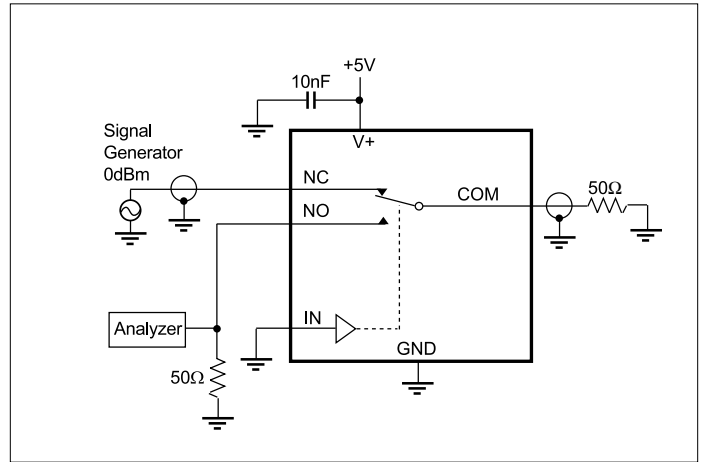 +5V
10nF
V+
Signal
Generator
0dBm
NC
COM
50Ω
NO
IN
Analyzer
GND
50Ω